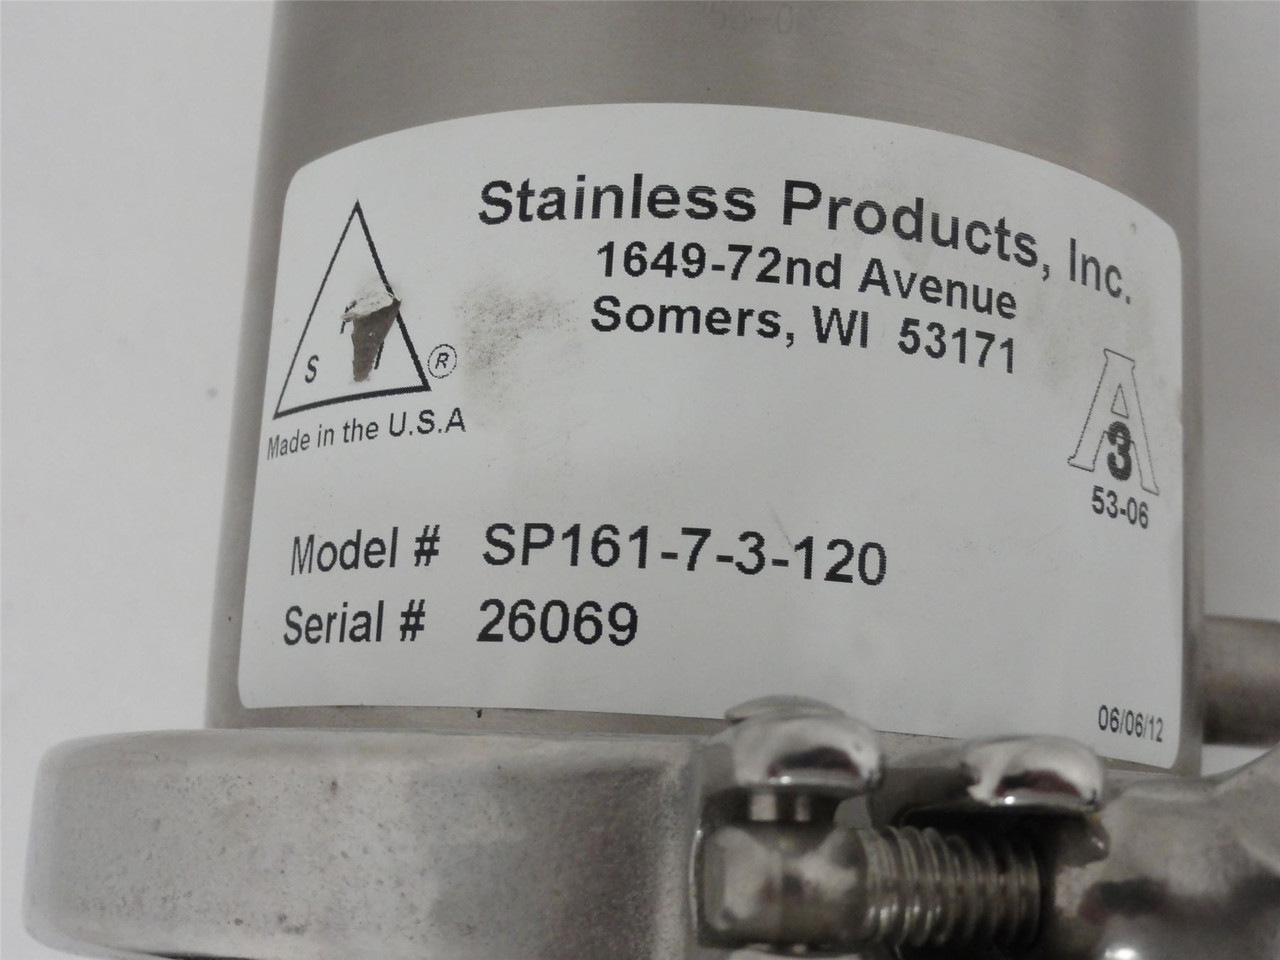 Stainless Products, Inc.
1649-72nd Avenue
Somers, WI 53171
S
®
Made in the U.S.A
3
A
53-06
Model # SP161-7-3-120
Serial # 26069
06/06/12